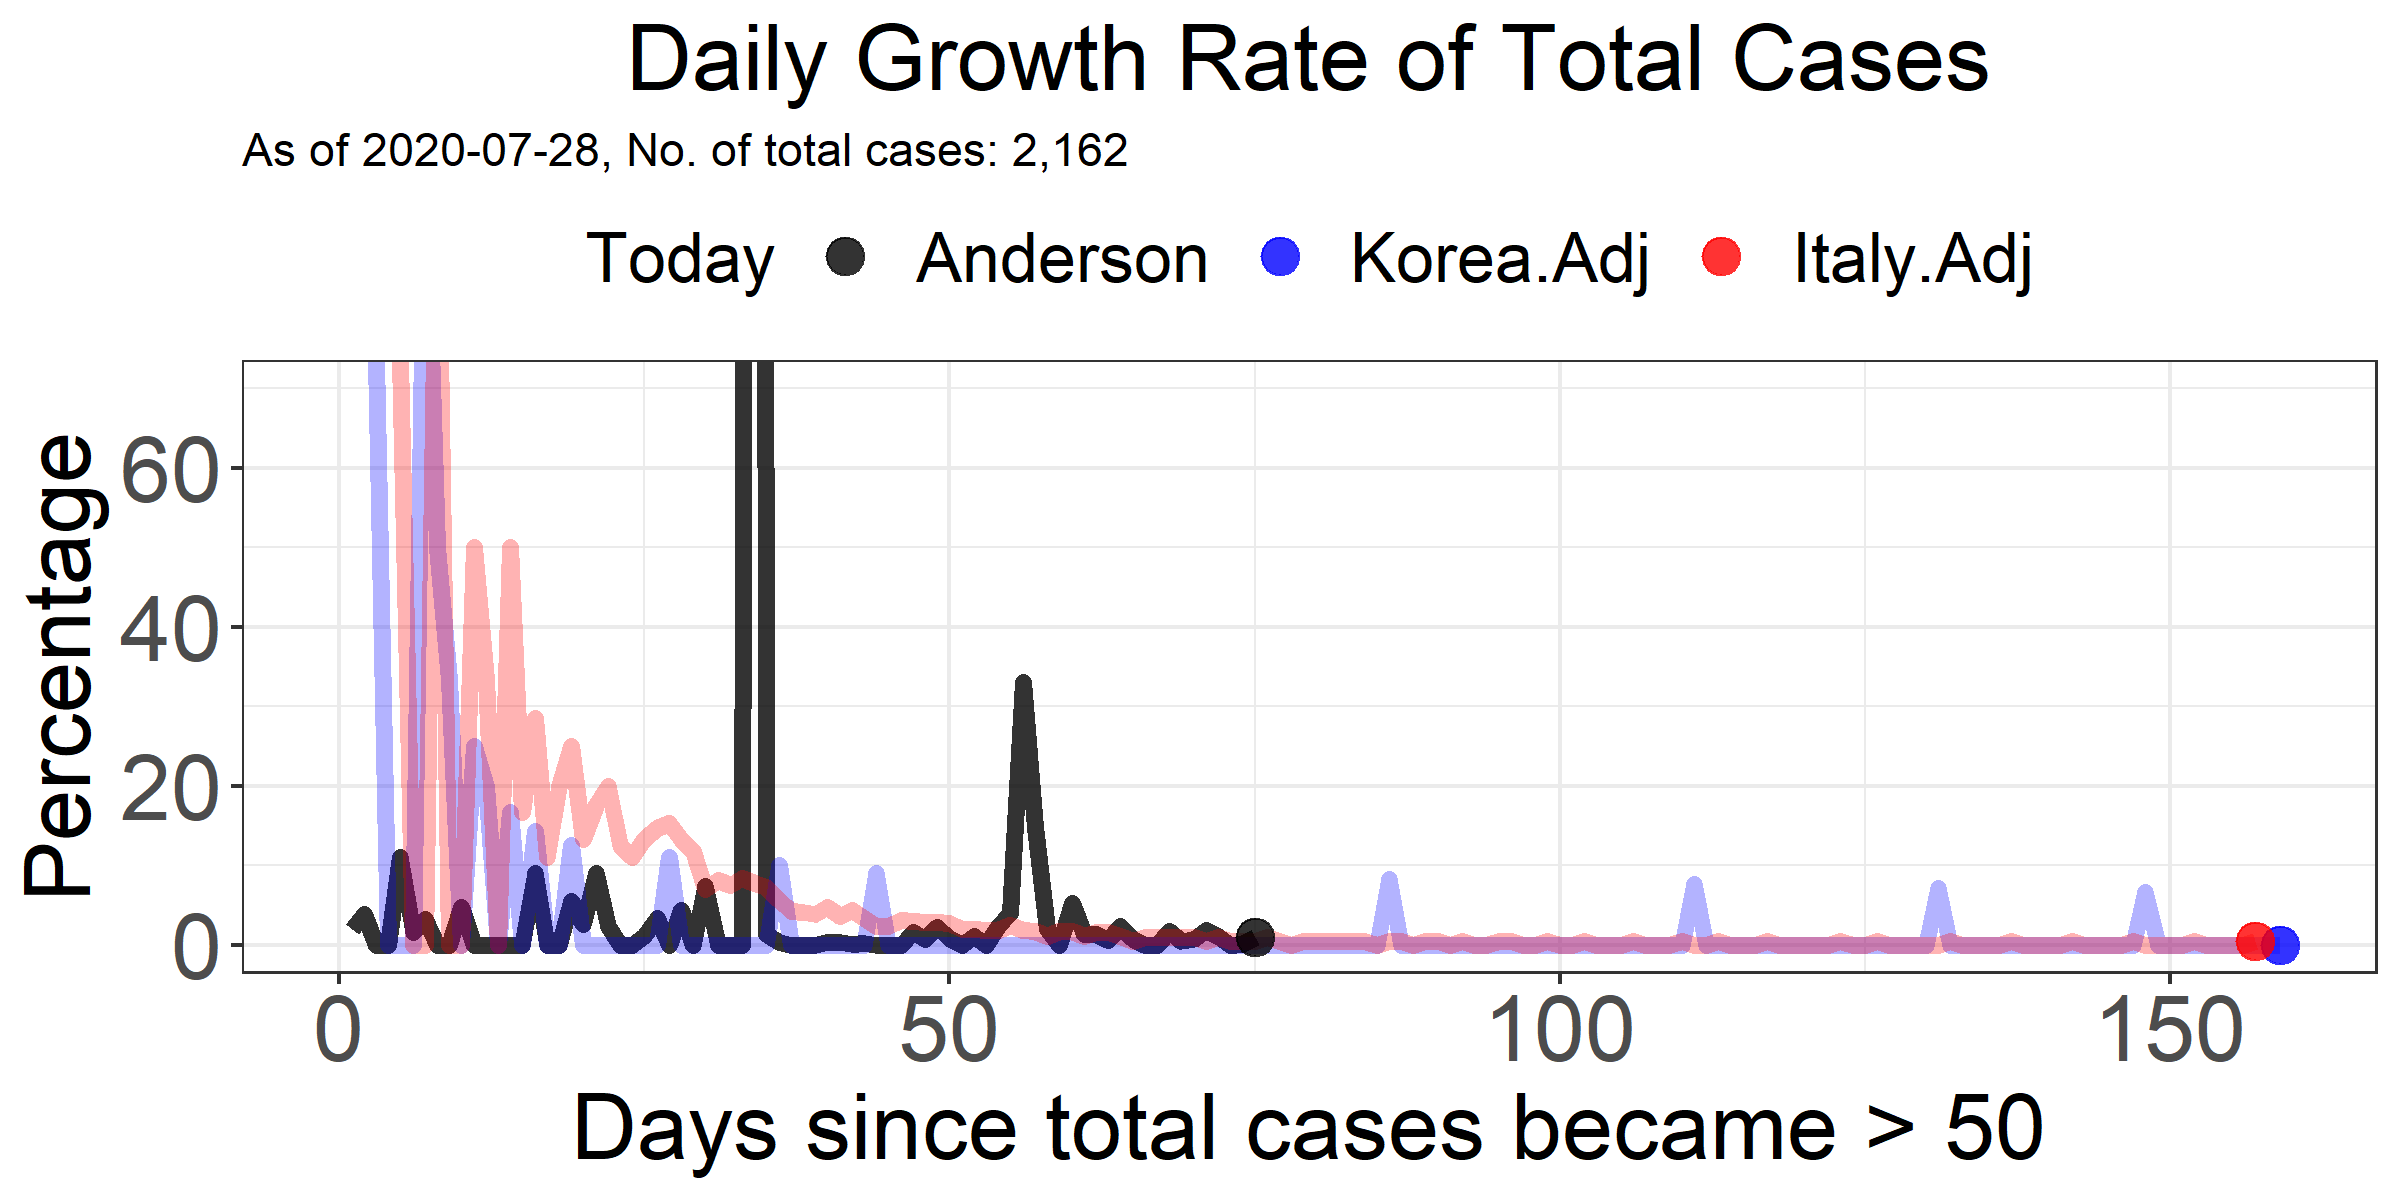 Daily Growth Rate of Total Cases
As of 2020-07-28, No. of total cases: 2,162
Today Anderson Korea.Adj Italy.Adj
Percentage
60
40
20
0
0 50 100 150
Days since total cases became > 50